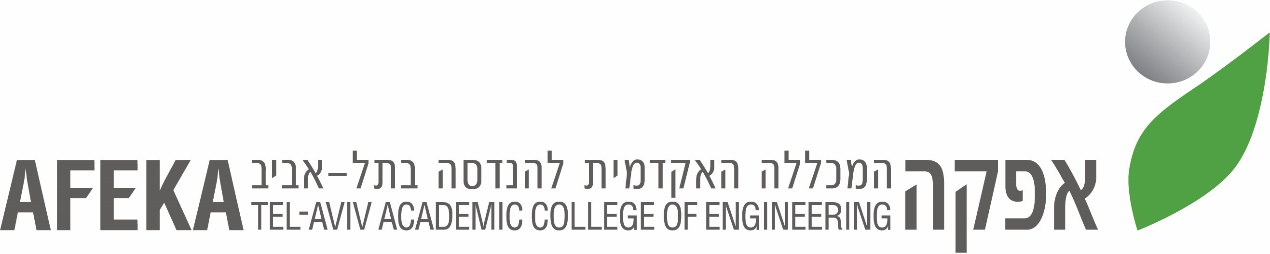 AFEKA
המכללה האקדמית להנדסה בתל-אביב
TEL-AVIV ACADEMIC COLLEGE OF ENGINEERING
אפקה